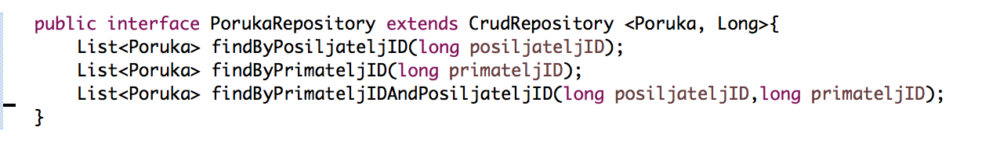 public interface PorukaRepository extends CrudRepository <Poruka, Long>{
List<Poruka> findByPosiljateljID(long posiljateljID);
List<Poruka> findByPrimateljID(long primateljID);
List<Poruka> findByPrimateljIDAndPosiljateljID(long posiljateljID,long primateljID);
}